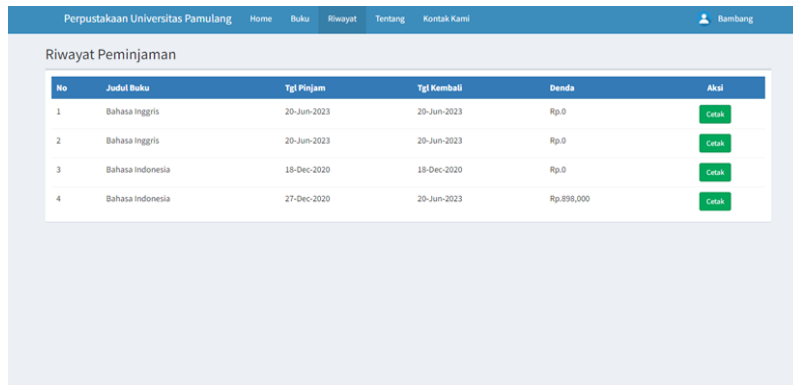 Perpustakaan Universitas Pamulang Home Buku Riwayat Tentang Kontak Kami Bambang
Riwayat Peminjaman
No Judul Buku Tgl Pinjam Tgl Kembali Denda Aksi
1 Bahasa Inggris 20-Jun-2023 20-Jun-2023 Rp.0 Cetak
2 Bahasa Inggris 20-Jun-2023 20-Jun-2023 Rp.0 Cetak
3 Bahasa Indonesia 18-Dec-2020 18-Dec-2020 Rp.0 Cetak
4 Bahasa Indonesia 27-Dec-2020 20-Jun-2023 Rp.898,000 Cetak